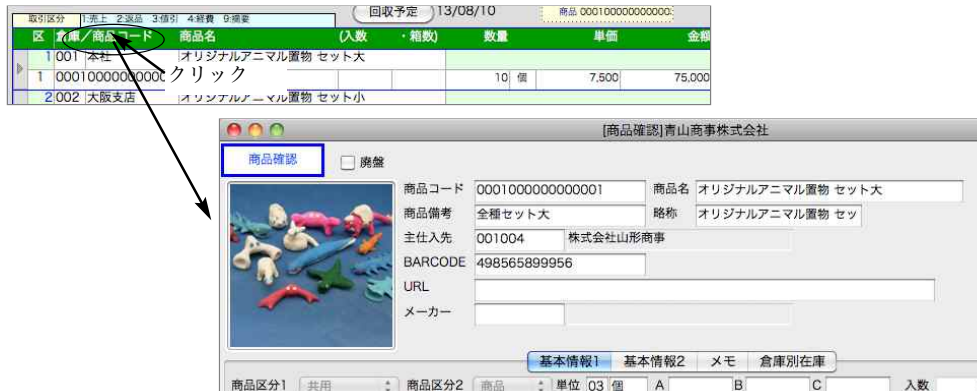 取引区分 1:売上 2:返品 3:値引 4:経費 9:摘要
回収予定 13/08/10
商品 000100000000000
区 倉庫/商品コード 商品名 (入数 ・箱数) 数量 単価 金額
1 001 本社 オリジナルアニマル置物 セット大
1 0001000000000 10 個 7,500 75,000
クリック
2 002 大阪支店 オリジナルアニマル置物 セット小
[商品確認]青山商事株式会社
商品確認 廃盤
商品コード 0001000000000001 商品名 オリジナルアニマル置物 セット大
商品備考 全種セット大 略称 オリジナルアニマル置物 セッ
主仕入先 001004 株式会社山形商事
BARCODE 498565899956
URL
メーカー
基本情報1 基本情報2 メモ 倉庫別在庫
商品区分1 共用 商品区分2 商品 単位 03 個 A B C 入数